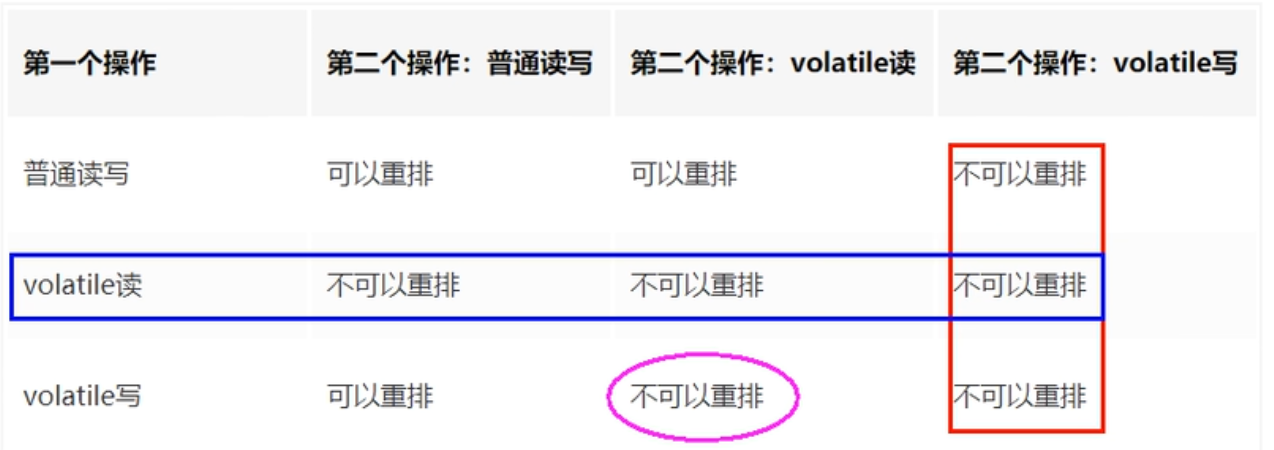 第一个操作 第二个操作：普通读写 第二个操作：volatile读 第二个操作：volatile写
普通读写 可以重排 可以重排 不可以重排
volatile读 不可以重排 不可以重排 不可以重排
volatile写 可以重排 不可以重排 不可以重排